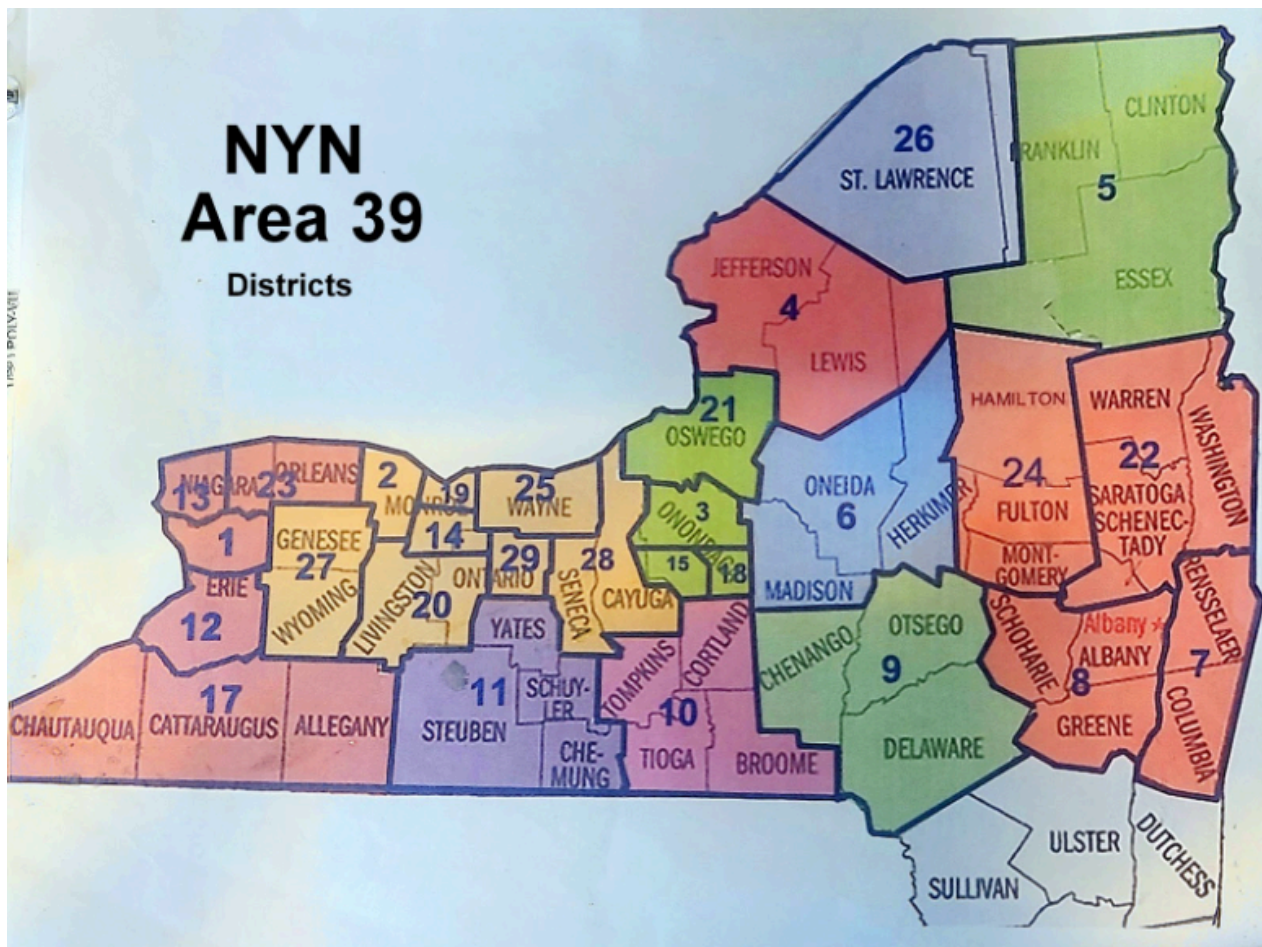 NYN
Area 39
Districts
CLINTON
26
RANKLIN
ST. LAWRENCE
5
JEFFERSON
ESSEX
4
LEWIS
HAMILTON
WARREN
WASHINGTON
21
OSWEGO
22
NIAGARA
ORLEANS
2
13
23
MONROE
19
25
WAYNE
ONEIDA
6
HERKIMER
24
SARATOGA
FULTON
SCHENEC-
TADY
3
ONONDAGA
14
1
GENESEE
27
29
28
15
18
MONT-
GOMERY
ERIE
WYOMING
LIVINGSTON
ONTARIO
20
SENECA
CAYUGA
MADISON
RENSSELAER
12
YATES
TOMPKINS
CORTLAND
CHENANGO
OTSEGO
9
SCHOHARIE
Albany *
ALBANY
8
7
17
11
SCHUY-
LER
10
CHAUTAUQUA
CATTARAUGUS
ALLEGANY
STEUBEN
GREENE
COLUMBIA
CHE-
MUNG
TIOGA
BROOME
DELAWARE
ULSTER
DUTCHESS
SULLIVAN